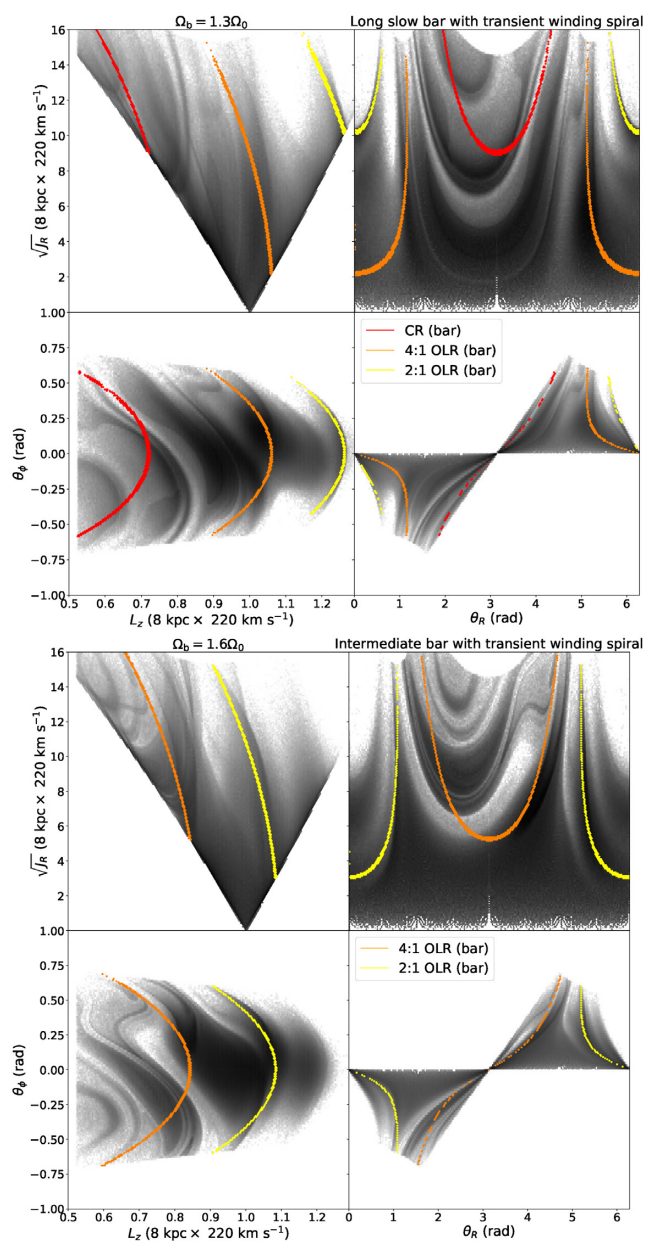 Ω_b = 1.3Ω_0
Long slow bar with transient winding spiral
16
14
12
10
8
6
4
2
√J_R (8 kpc × 220 km s⁻¹)
1.00
0.75
0.50
0.25
0.00
−0.25
−0.50
−0.75
−1.00
θ_ϕ (rad)
CR (bar)
4:1 OLR (bar)
2:1 OLR (bar)
0.5 0.6 0.7 0.8 0.9 1.0 1.1 1.2
0 1 2 3 4 5 6
L_z (8 kpc × 220 km s⁻¹)
θ_R (rad)
Ω_b = 1.6Ω_0
Intermediate bar with transient winding spiral
16
14
12
10
8
6
4
2
√J_R (8 kpc × 220 km s⁻¹)
1.00
0.75
0.50
0.25
0.00
−0.25
−0.50
−0.75
−1.00
θ_ϕ (rad)
4:1 OLR (bar)
2:1 OLR (bar)
0.5 0.6 0.7 0.8 0.9 1.0 1.1 1.2
0 1 2 3 4 5 6
L_z (8 kpc × 220 km s⁻¹)
θ_R (rad)